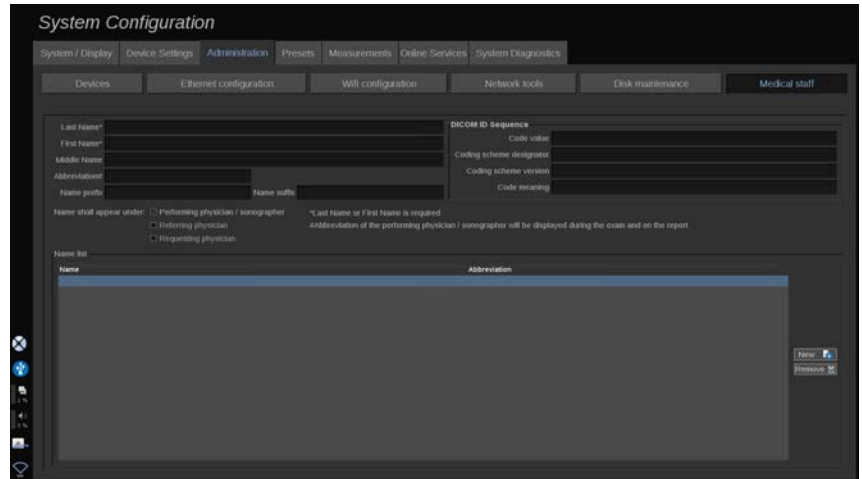 System Configuration
System / Display Device Settings Administration Presets Measurements Online Services System Diagnostics
Devices Ethernet configuration Wifi configuration Network tools Disk maintenance Medical staff
Last Name* DICOM ID Sequence
Code value
First Name*
Coding scheme designator
Middle Name
Coding scheme version
Abbreviation#
Code meaning
Name prefix Name suffix
Name shall appear under: Performing physician / sonographer *Last Name or First Name is required
Referring physician #Abbreviation of the performing physician / sonographer will be displayed during the exam and on the report
Requesting physician
Name list
Name Abbreviation
New
Remove